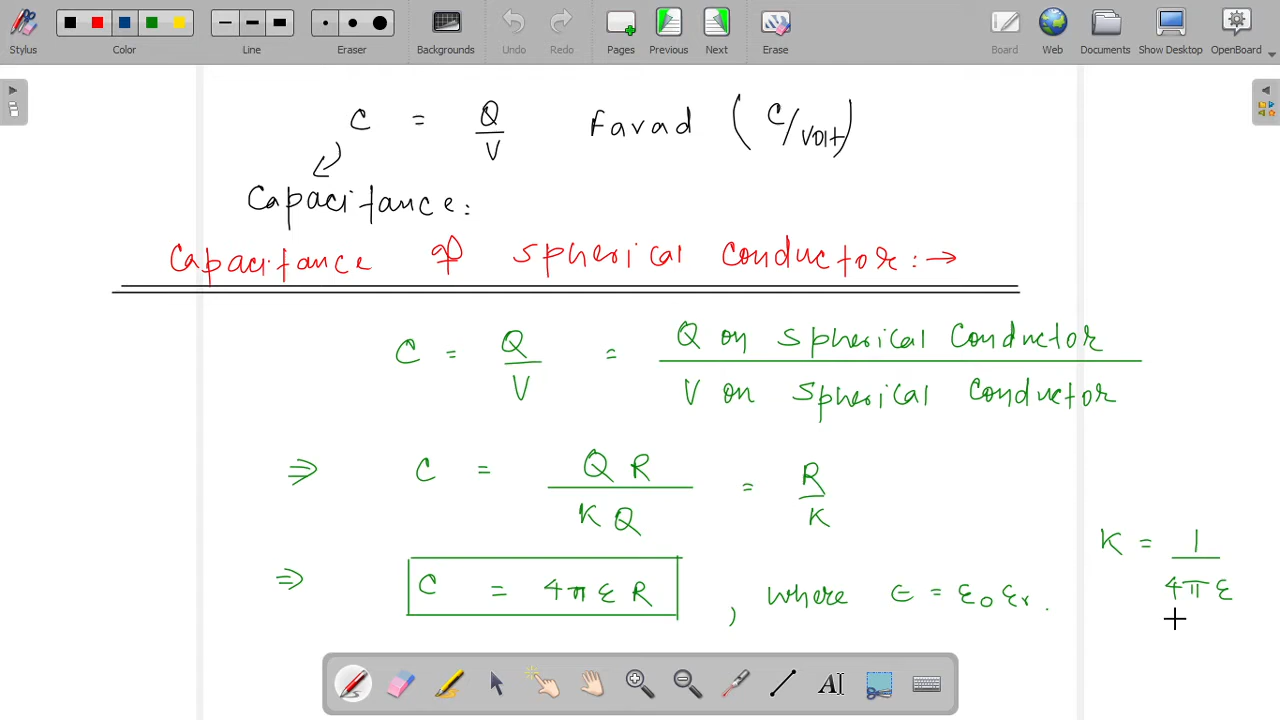 Stylus Color Line Eraser Backgrounds Undo Redo Pages Previous Next Erase Board Web Documents Show Desktop OpenBoard
C = Q/V Farad (C/Volt)
Capacitance:
Capacitance of spherical conductor:→
C = Q/V = Q on spherical conductor / V on spherical conductor
⇒ C = QR/KQ = R/K
K = 1/4πε
⇒ C = 4πεR, where ε = ε₀εr.